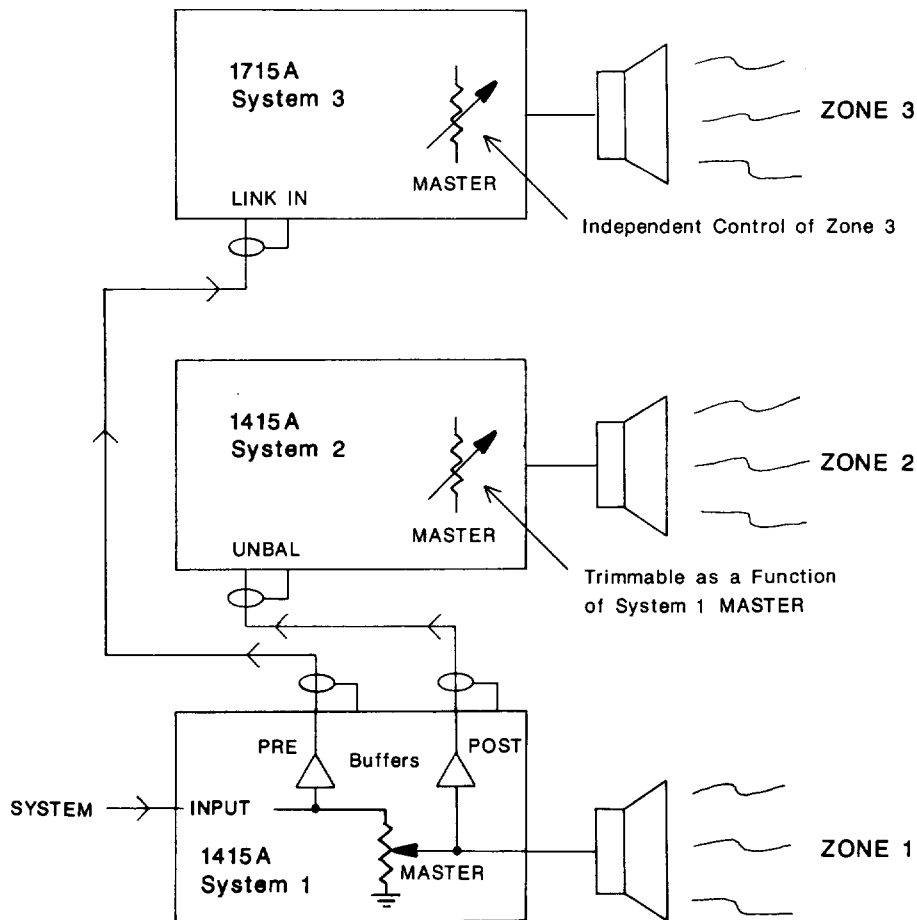 1715A
System 3
MASTER
LINK IN
ZONE 3
Independent Control of Zone 3
1415A
System 2
MASTER
UNBAL
ZONE 2
Trimmable as a Function
of System 1 MASTER
PRE
Buffers
POST
SYSTEM
INPUT
MASTER
1415A
System 1
ZONE 1